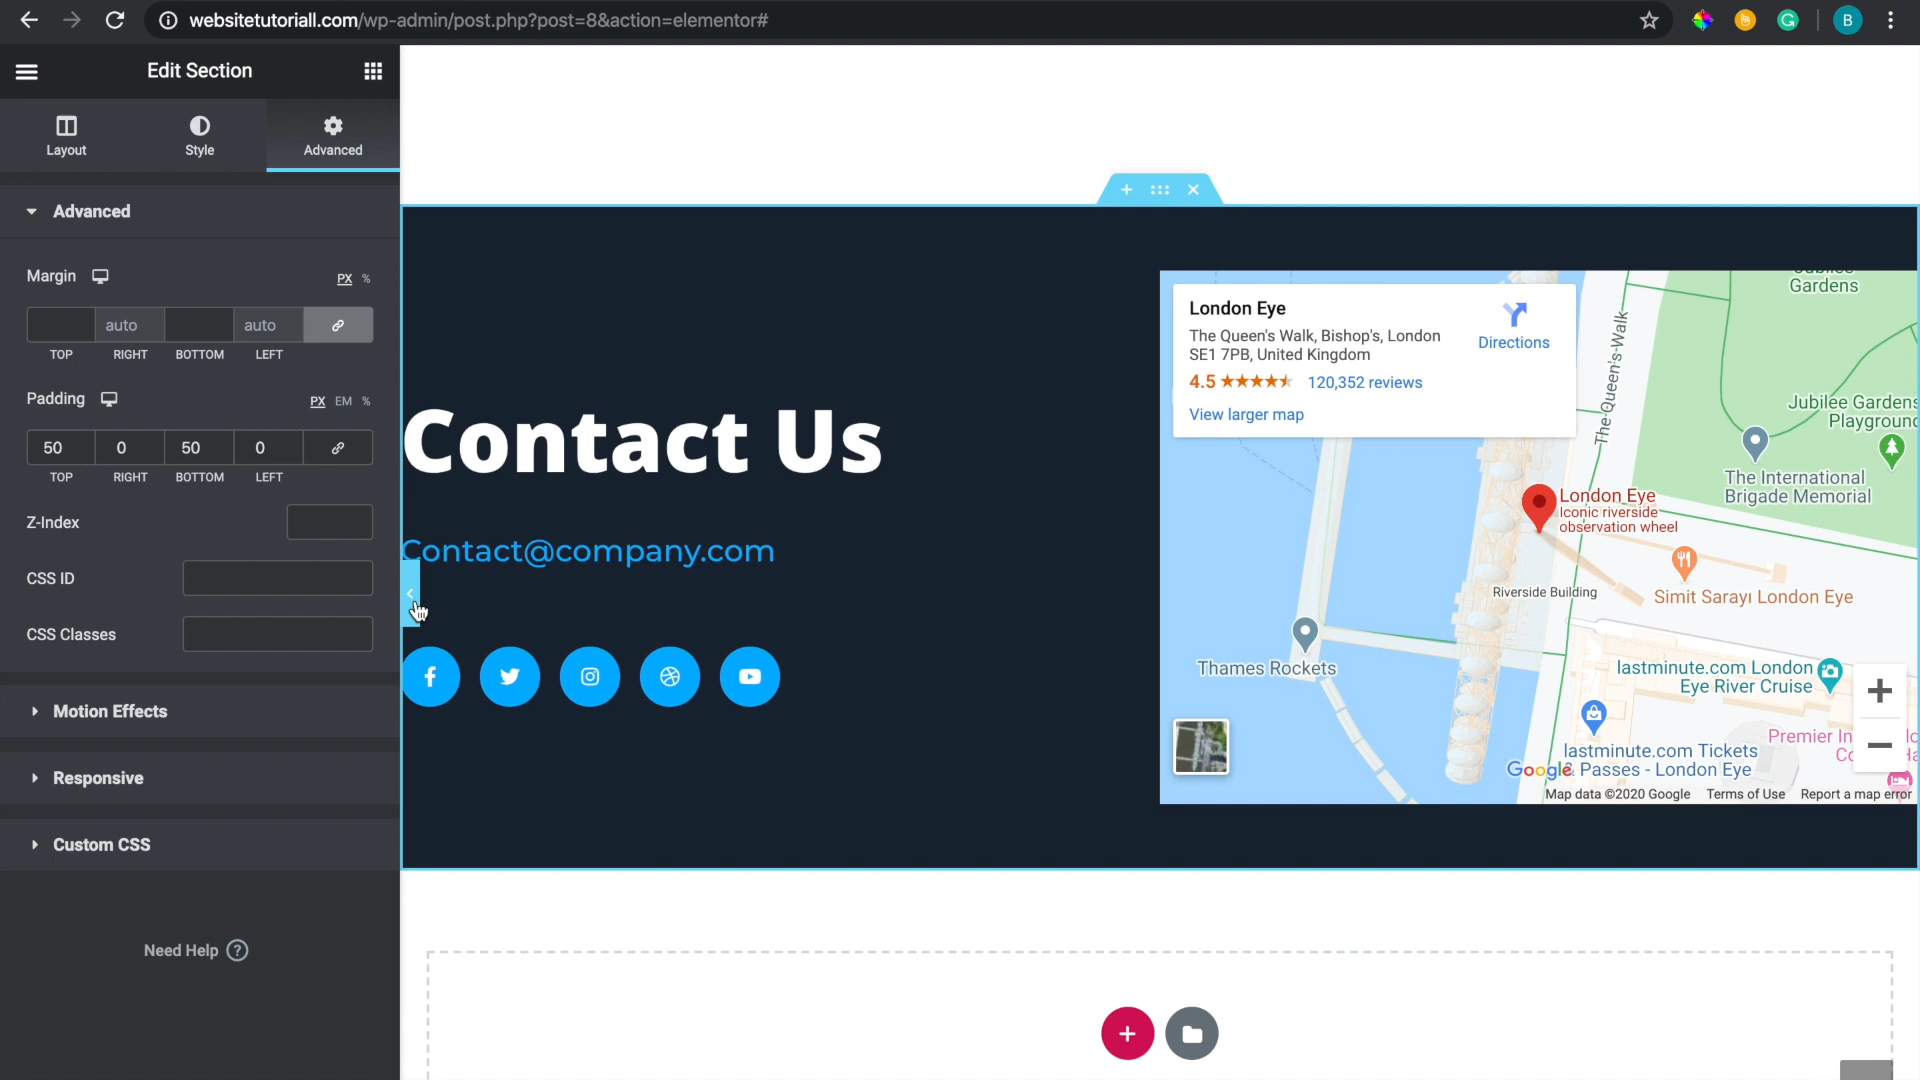 websitetutoriall.com/wp-admin/post.php?post=8&action=elementor#
B
Edit Section
Layout
Style
Advanced
Advanced
Margin
PX %
auto
auto
TOP RIGHT BOTTOM LEFT
Padding
PX EM %
50 0 50 0
TOP RIGHT BOTTOM LEFT
Z-Index
CSS ID
CSS Classes
Motion Effects
Responsive
Custom CSS
Need Help ?
Contact Us
Contact@company.com
London Eye
The Queen's Walk, Bishop's, London
SE1 7PB, United Kingdom
4.5 120,352 reviews
View larger map
Directions
The Queen's Walk
Jubilee
Gardens
Jubilee Gardens
Playground
The International
Brigade Memorial
London Eye
Iconic riverside
observation wheel
Riverside Building
Simit Sarayı London Eye
Thames Rockets
lastminute.com London
Eye River Cruise
lastminute.com Tickets
& Passes - London Eye
Premier In
Google
Map data ©2020 Google Terms of Use Report a map error